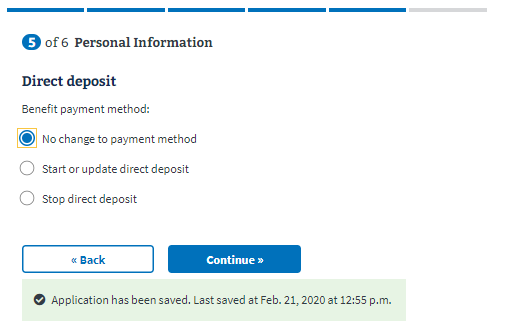 5 of 6 Personal Information
Direct deposit
Benefit payment method:
No change to payment method
Start or update direct deposit
Stop direct deposit
« Back
Continue »
Application has been saved. Last saved at Feb. 21, 2020 at 12:55 p.m.